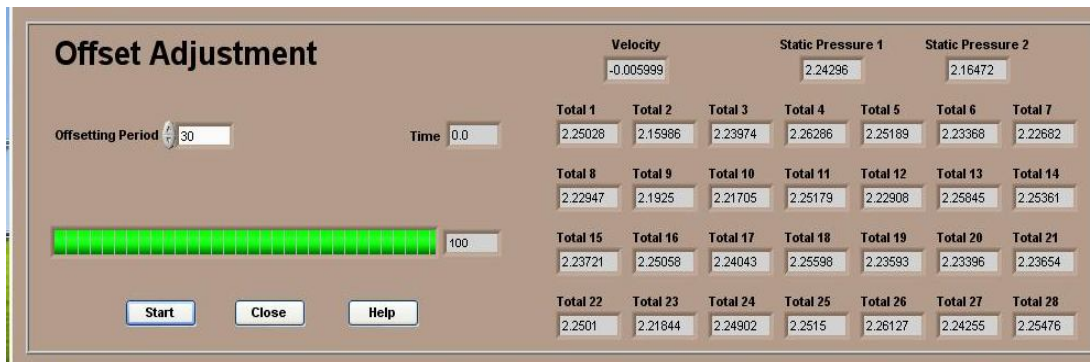 Offset Adjustment
Velocity Static Pressure 1 Static Pressure 2
-0.005999 2.24296 2.16472
Offsetting Period 30 Time 0.0
Total 1 Total 2 Total 3 Total 4 Total 5 Total 6 Total 7
2.25028 2.15986 2.23974 2.26286 2.25189 2.23368 2.22682
Total 8 Total 9 Total 10 Total 11 Total 12 Total 13 Total 14
2.22947 2.1925 2.21705 2.25179 2.22908 2.25845 2.25361
100
Total 15 Total 16 Total 17 Total 18 Total 19 Total 20 Total 21
2.23721 2.25058 2.24043 2.25598 2.23593 2.23396 2.23654
Start Close Help
Total 22 Total 23 Total 24 Total 25 Total 26 Total 27 Total 28
2.2501 2.21844 2.24902 2.2515 2.26127 2.24255 2.25476